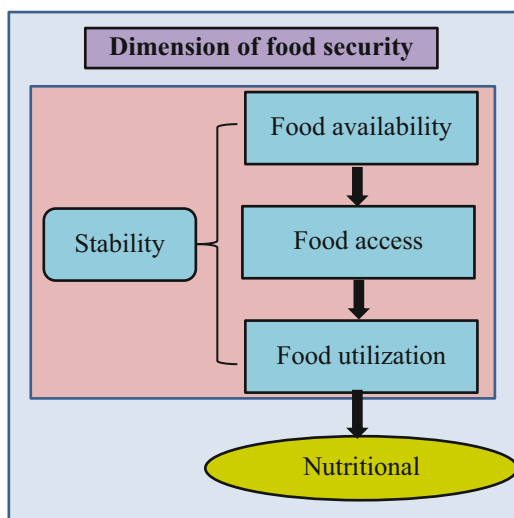 Dimension of food security
Food availability
Stability
Food access
Food utilization
Nutritional